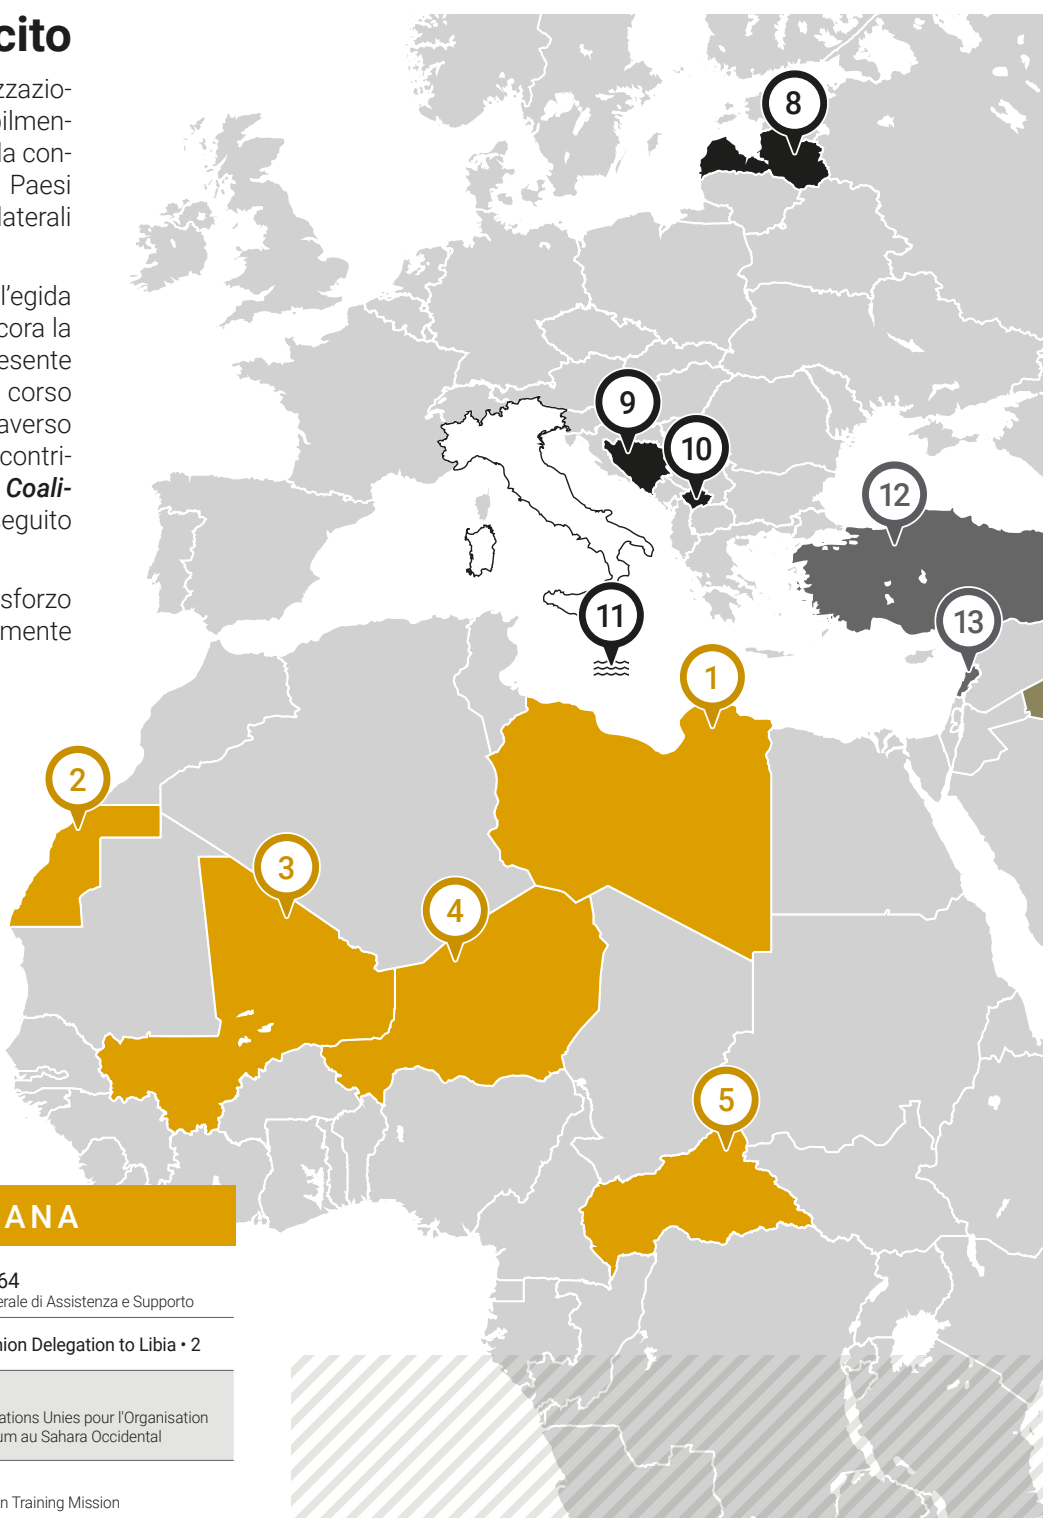 cito
zzazio-
bilmen-
la con-
Paesi
laterali
l'egida
cora la
esente
corso
averso
contri-
Coali-
seguito
sforzo
mente
8
9
10
12
13
11
1
2
3
4
5
ANA
64
erale di Assistenza e Supporto
nion Delegation to Libia • 2
ations Unies pour l'Organisation
um au Sahara Occidental
n Training Mission